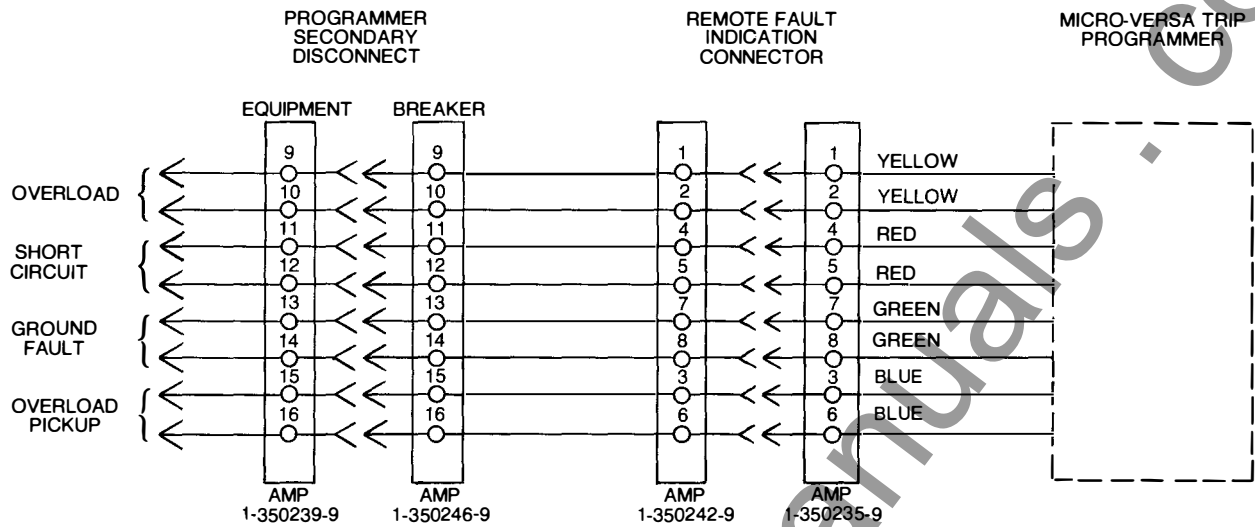 PROGRAMMER
SECONDARY
DISCONNECT
REMOTE FAULT
INDICATION
CONNECTOR
MICRO-VERSA TRIP
PROGRAMMER
EQUIPMENT
BREAKER
OVERLOAD
9 9 1 1 YELLOW
10 10 2 2 YELLOW
SHORT
CIRCUIT
11 11 4 4 RED
12 12 5 5 RED
GROUND
FAULT
13 13 7 7 GREEN
14 14 8 8 GREEN
OVERLOAD
PICKUP
15 15 3 3 BLUE
16 16 6 6 BLUE
AMP
1-350239-9
AMP
1-350246-9
AMP
1-350242-9
AMP
1-350235-9